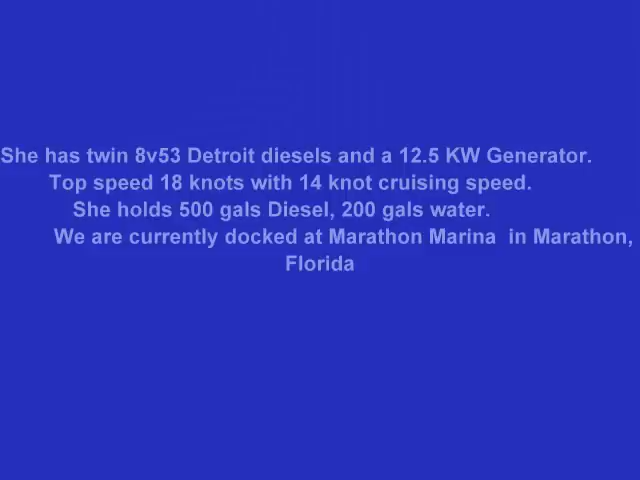 She has twin 8v53 Detroit diesels and a 12.5 KW Generator.
Top speed 18 knots with 14 knot cruising speed.
She holds 500 gals Diesel, 200 gals water.
We are currently docked at Marathon Marina  in Marathon,
Florida